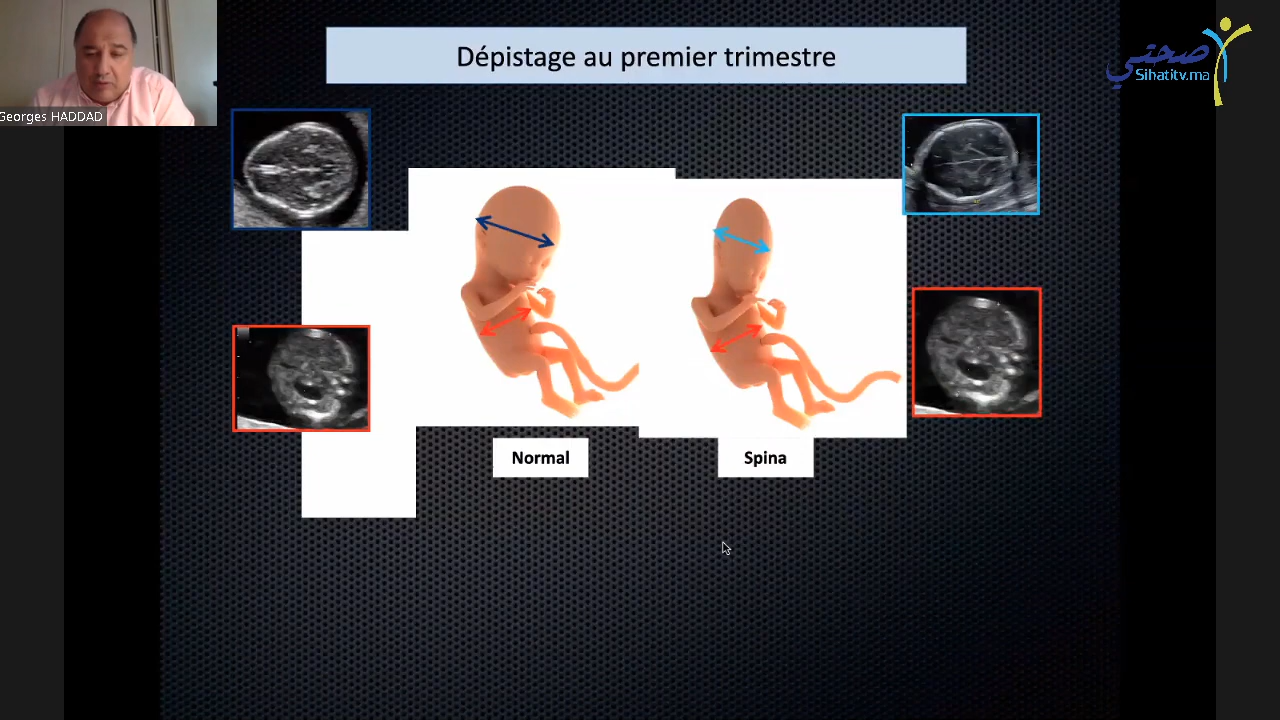 Dépistage au premier trimestre
صحتي
Sihatitv.ma
Georges HADDAD
Normal
Spina